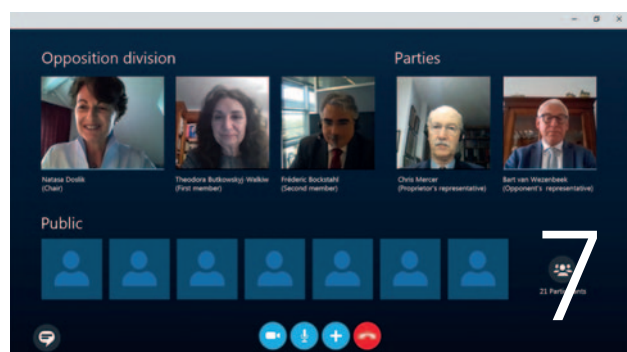 Opposition division
Parties
Natasa Doslik
(Chair)
Theodora Butkowskyj Walkiw
(First member)
Fréderic Bockstahl
(Second member)
Chris Mercer
(Proprietor's representative)
Bart van Wezenbeek
(Opponent's representative)
Public
21 Participants
7